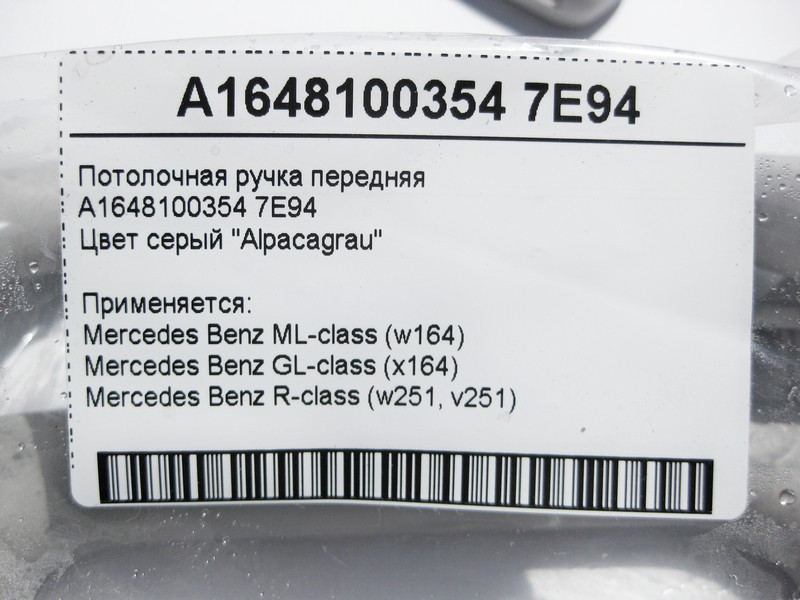 A1648100354 7E94
Потолочная ручка передняя
A1648100354 7E94
Цвет серый "Alpacagrau"
Применяется:
Mercedes Benz ML-class (w164)
Mercedes Benz GL-class (x164)
Mercedes Benz R-class (w251, v251)